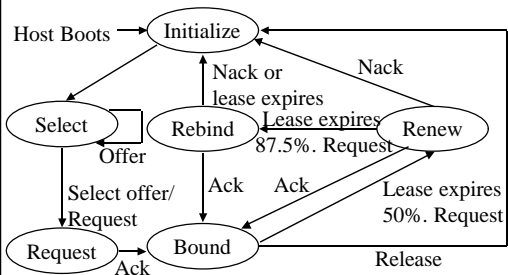 Host Boots
Initialize
Nack or
lease expires
Nack
Select
Offer
Rebind
Lease expires
87.5%. Request
Renew
Select offer/
Request
Ack
Ack
Lease expires
50%. Request
Request
Ack
Bound
Release